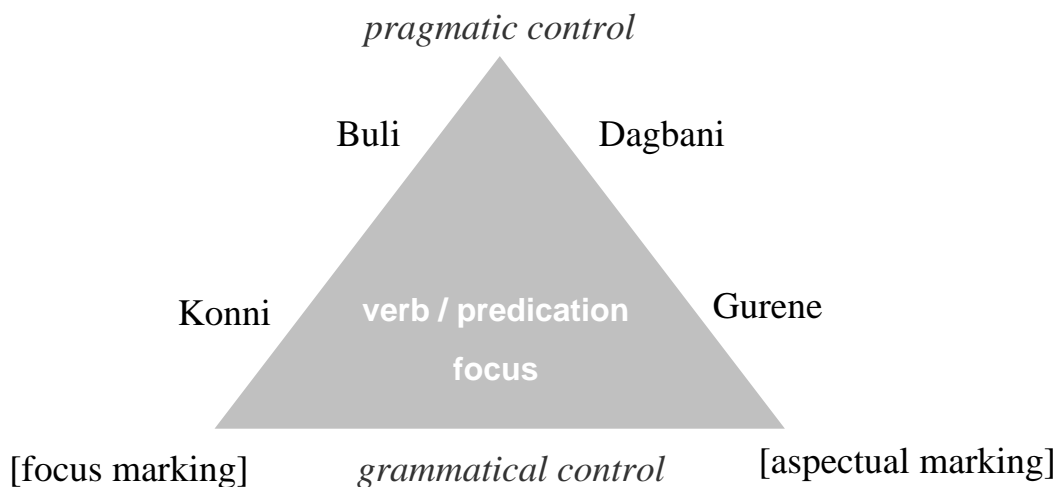 pragmatic control
Buli
Dagbani
Konni
verb / predication
focus
Gurene
[focus marking]
grammatical control
[aspectual marking]